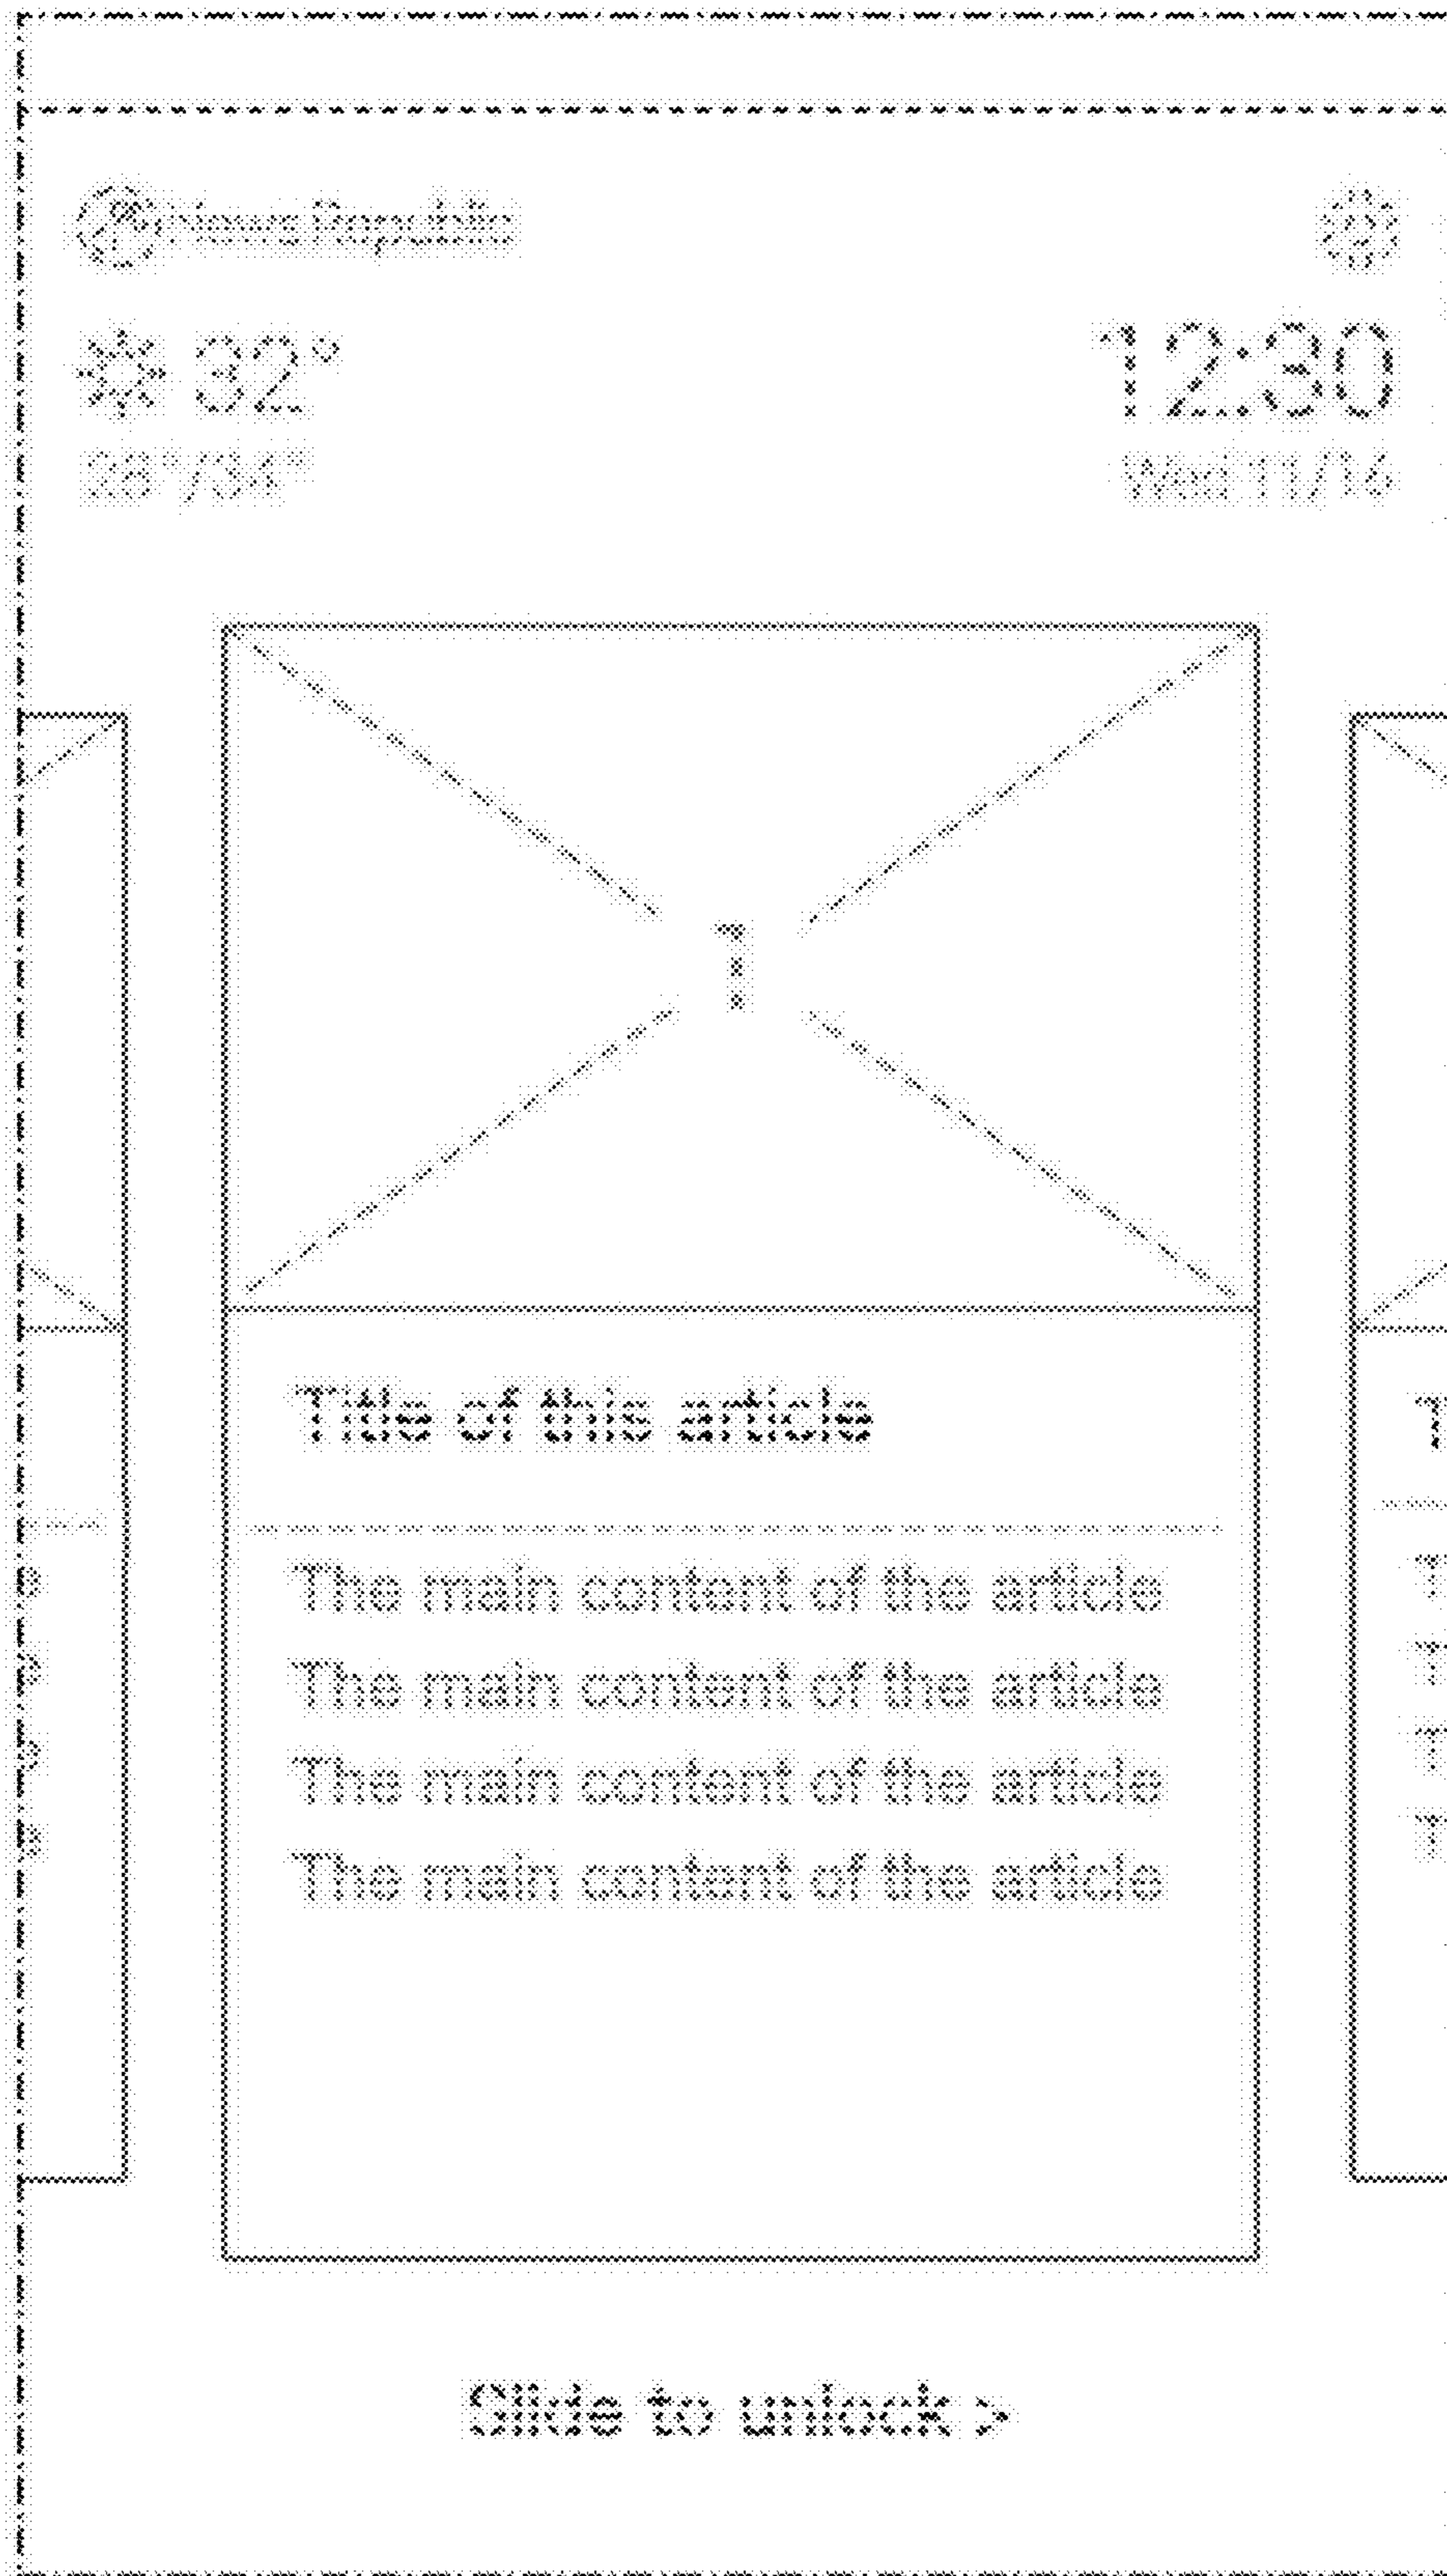 News Republic
32°
12:30
28°/34°
Wed 11/16
1
Title of this article
The main content of the article
The main content of the article
The main content of the article
The main content of the article
e
e
e
e
T
T
T
T
T
Slide to unlock >